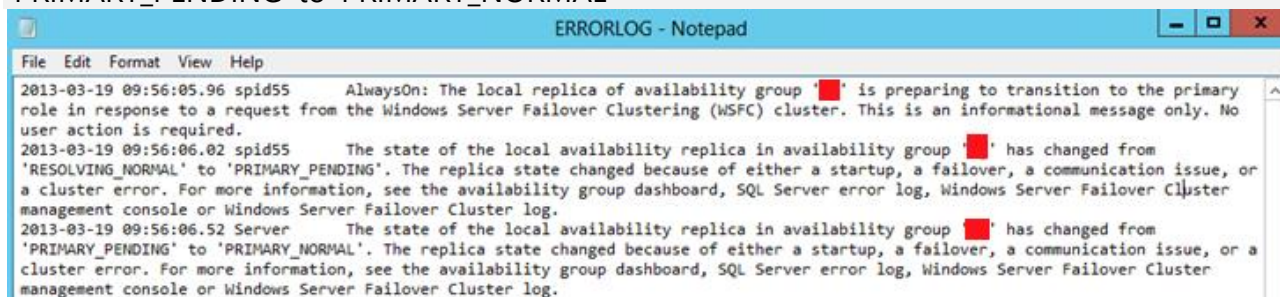 'PRIMARY_PENDING' to 'PRIMARY_NORMAL'
ERRORLOG - Notepad
File Edit Format View Help
2013-03-19 09:56:05.96 spid55 AlwaysOn: The local replica of availability group ' ' is preparing to transition to the primary
role in response to a request from the Windows Server Failover Clustering (WSFC) cluster. This is an informational message only. No
user action is required.
2013-03-19 09:56:06.02 spid55 The state of the local availability replica in availability group ' ' has changed from
'RESOLVING_NORMAL' to 'PRIMARY_PENDING'. The replica state changed because of either a startup, a failover, a communication issue, or
a cluster error. For more information, see the availability group dashboard, SQL Server error log, Windows Server Failover Cluster
management console or Windows Server Failover Cluster log.
2013-03-19 09:56:06.52 Server The state of the local availability replica in availability group ' ' has changed from
'PRIMARY_PENDING' to 'PRIMARY_NORMAL'. The replica state changed because of either a startup, a failover, a communication issue, or a
cluster error. For more information, see the availability group dashboard, SQL Server error log, Windows Server Failover Cluster
management console or Windows Server Failover Cluster log.